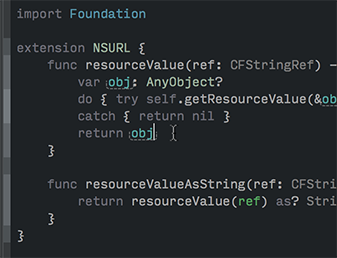 import Foundation
extension NSURL {
func resourceValue(ref: CFStringRef) -
var obj: AnyObject?
do { try self.getResourceValue(&ob
catch { return nil }
return obj
}
func resourceValueAsString(ref: CFStri
return resourceValue(ref) as? Stri
}
}